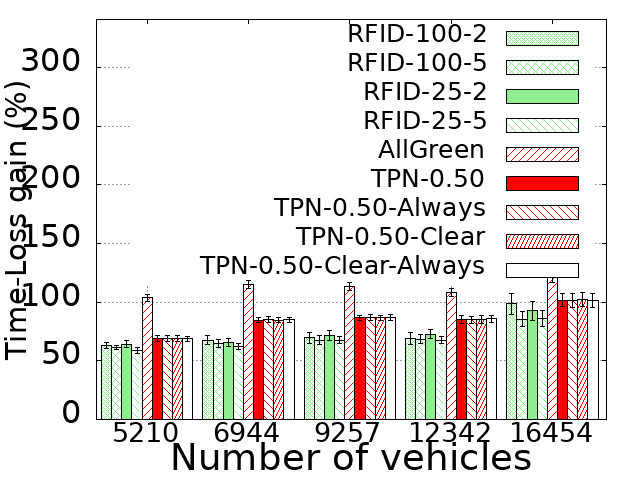 Time-Loss gain (%)
300
250
200
150
100
50
0
RFID-100-2
RFID-100-5
RFID-25-2
RFID-25-5
AllGreen
TPN-0.50
TPN-0.50-Always
TPN-0.50-Clear
TPN-0.50-Clear-Always
5210 6944 9257 12342 16454
Number of vehicles